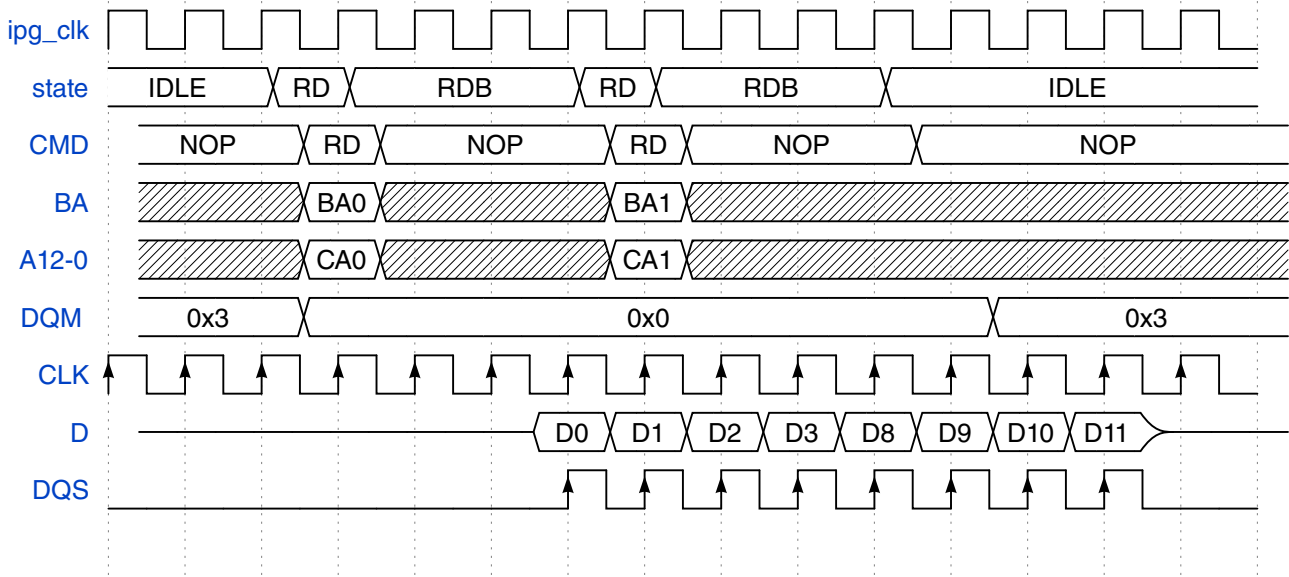 ipg_clk
state IDLE RD RDB RD RDB IDLE
CMD NOP RD NOP RD NOP NOP
BA BA0 BA1
A12-0 CA0 CA1
DQM 0x3 0x0 0x3
CLK
D D0 D1 D2 D3 D8 D9 D10 D11
DQS